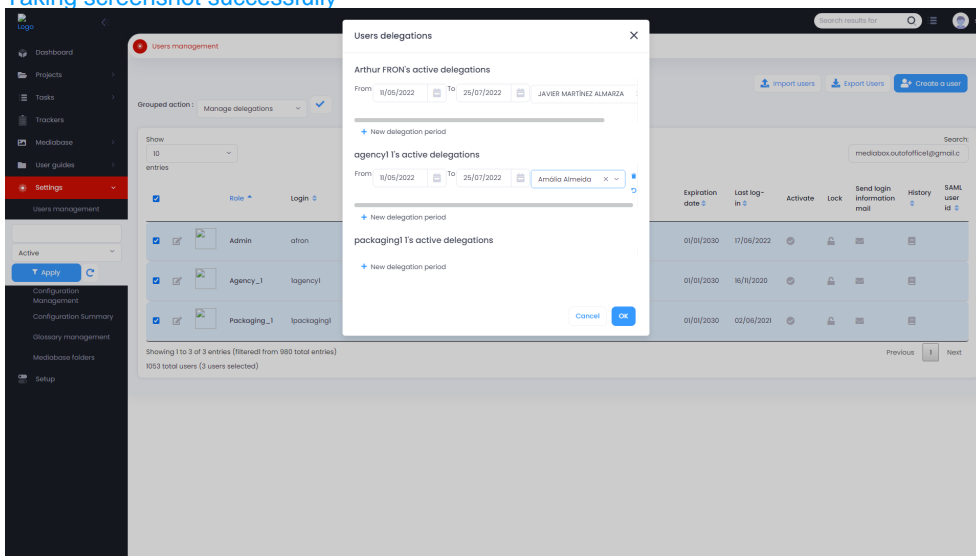 Taking screenshot successfully
Logo
Search results for
Dashboard
Projects
Tasks
Trackers
Mediabase
User guides
Settings
Users management
Active
Apply
Configuration
Management
Configuration Summary
Glossary management
Mediabase folders
Setup
Users management
Import users
Export Users
Create a user
Grouped action :
Manage delegations
Show
10
entries
Search:
mediabox.outofoffice1@gmail.c
Role
Login
Expiration
date
Last log-
in
Activate
Lock
Send login
information
mail
History
SAML
user
id
Admin
afron
01/01/2030
17/06/2022
Agency_1
1agency1
01/01/2030
16/11/2020
Packaging_1
1packaging1
01/01/2030
02/06/2021
Showing 1 to 3 of 3 entries (filteredl from 980 total entries)
1053 total users (3 users selected)
Previous
1
Next
Users delegations
Arthur FRON's active delegations
From
11/05/2022
To
25/07/2022
JAVIER MARTÍNEZ ALMARZA
+ New delegation period
agency1 1's active delegations
From
11/05/2022
To
25/07/2022
Amália Almeida
+ New delegation period
packaging1 1's active delegations
+ New delegation period
Cancel
OK